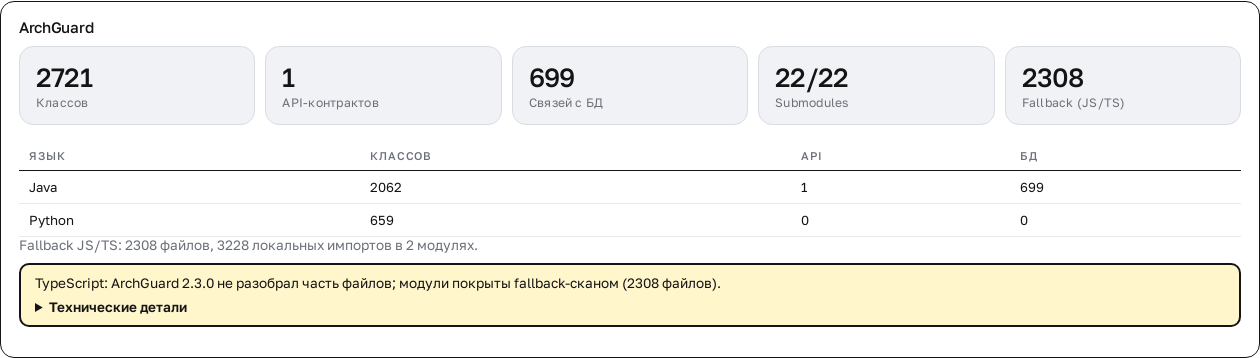 ArchGuard
2721
Классов
1
API-контрактов
699
Связей с БД
22/22
Submodules
2308
Fallback (JS/TS)
ЯЗЫК КЛАССОВ API БД
Java 2062 1 699
Python 659 0 0
Fallback JS/TS: 2308 файлов, 3228 локальных импортов в 2 модулях.
TypeScript: ArchGuard 2.3.0 не разобрал часть файлов; модули покрыты fallback-сканом (2308 файлов).
▶ Технические детали